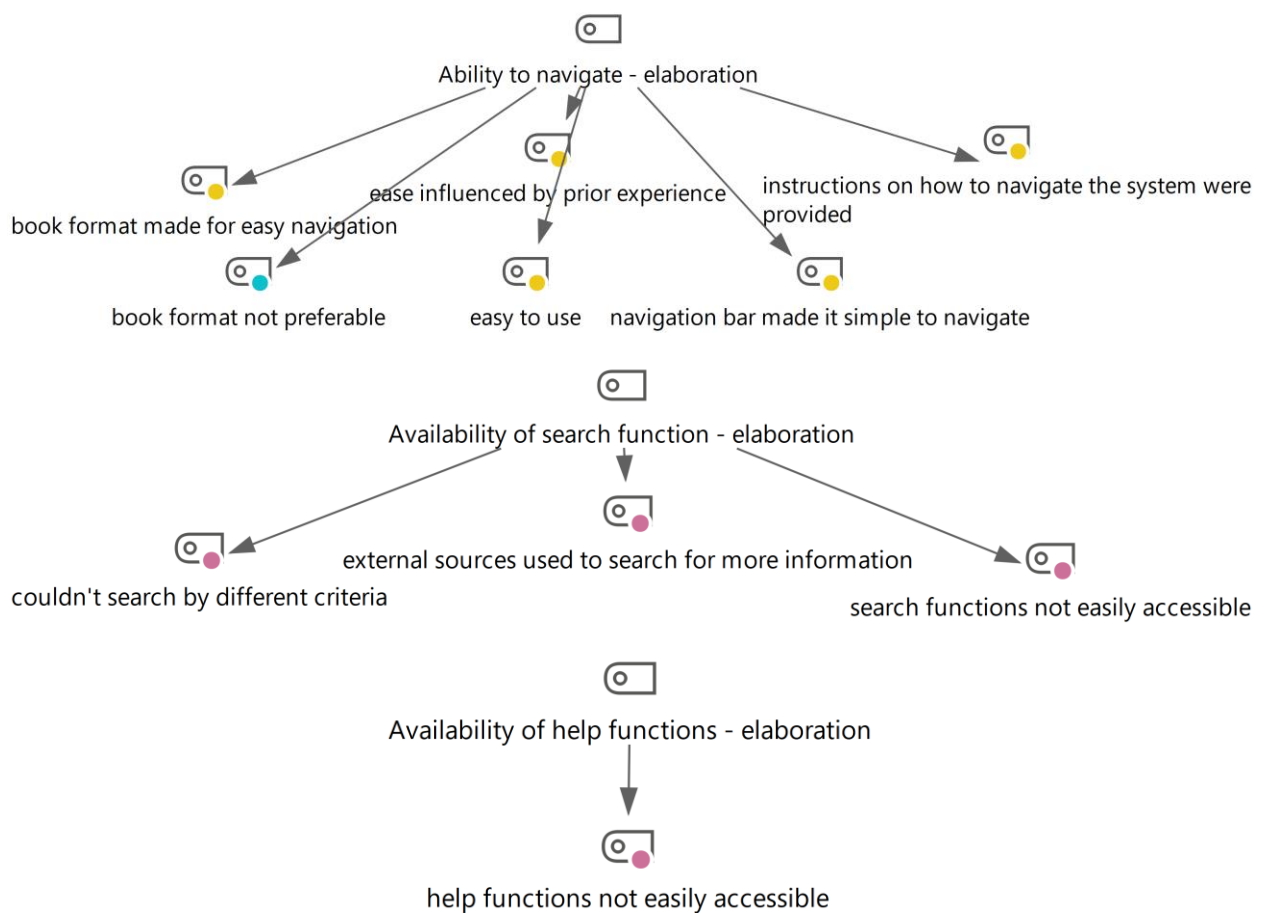 Ability to navigate - elaboration
ease influenced by prior experience
instructions on how to navigate the system were
provided
book format made for easy navigation
book format not preferable
easy to use
navigation bar made it simple to navigate
Availability of search function - elaboration
external sources used to search for more information
couldn't search by different criteria
search functions not easily accessible
Availability of help functions - elaboration
help functions not easily accessible